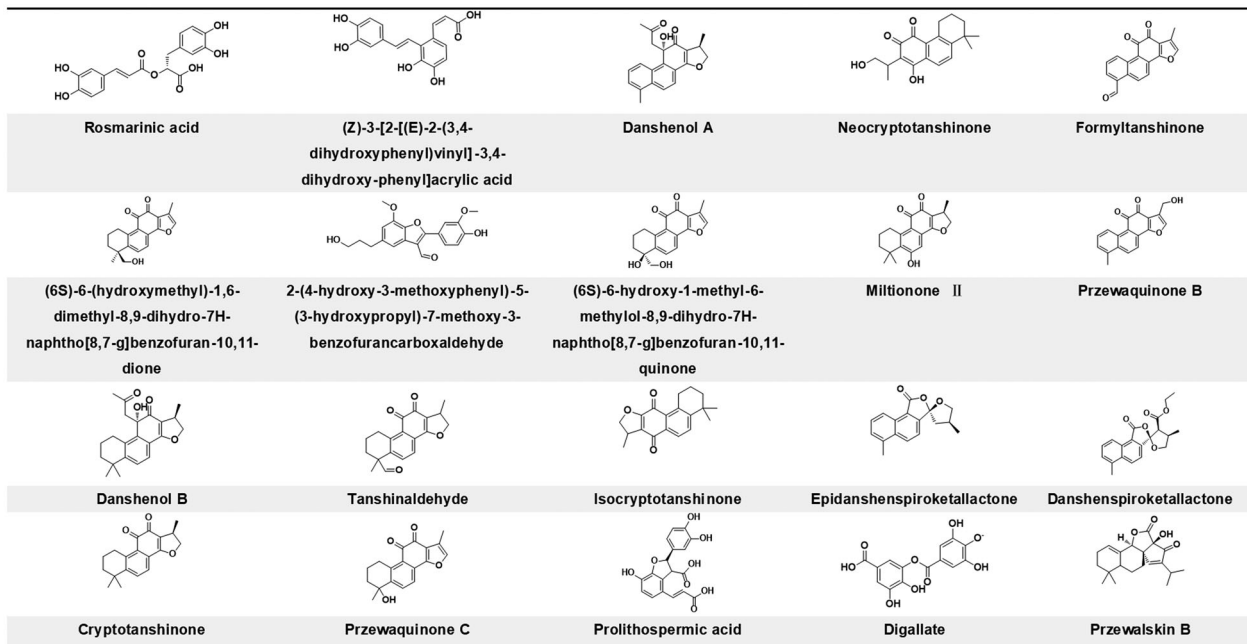 Rosmarinic acid
(Z)-3-[2-[(E)-2-(3,4-
dihydroxyphenyl)vinyl]-3,4-
dihydroxy-phenyl]acrylic acid
Danshenol A
Neocryptotanshinone
Formyltanshinone
(6S)-6-(hydroxymethyl)-1,6-
dimethyl-8,9-dihydro-7H-
naphtho[8,7-g]benzofuran-10,11-
dione
2-(4-hydroxy-3-methoxyphenyl)-5-
(3-hydroxypropyl)-7-methoxy-3-
benzofurancarboxaldehyde
(6S)-6-hydroxy-1-methyl-6-
methylol-8,9-dihydro-7H-
naphtho[8,7-g]benzofuran-10,11-
quinone
Miltionone Ⅱ
Przewaquinone B
Danshenol B
Tanshinaldehyde
Isocryptotanshinone
Epidanshenspiroketallactone
Danshenspiroketallactone
Cryptotanshinone
Przewaquinone C
Prolithospermic acid
Digallate
Przewalskin B